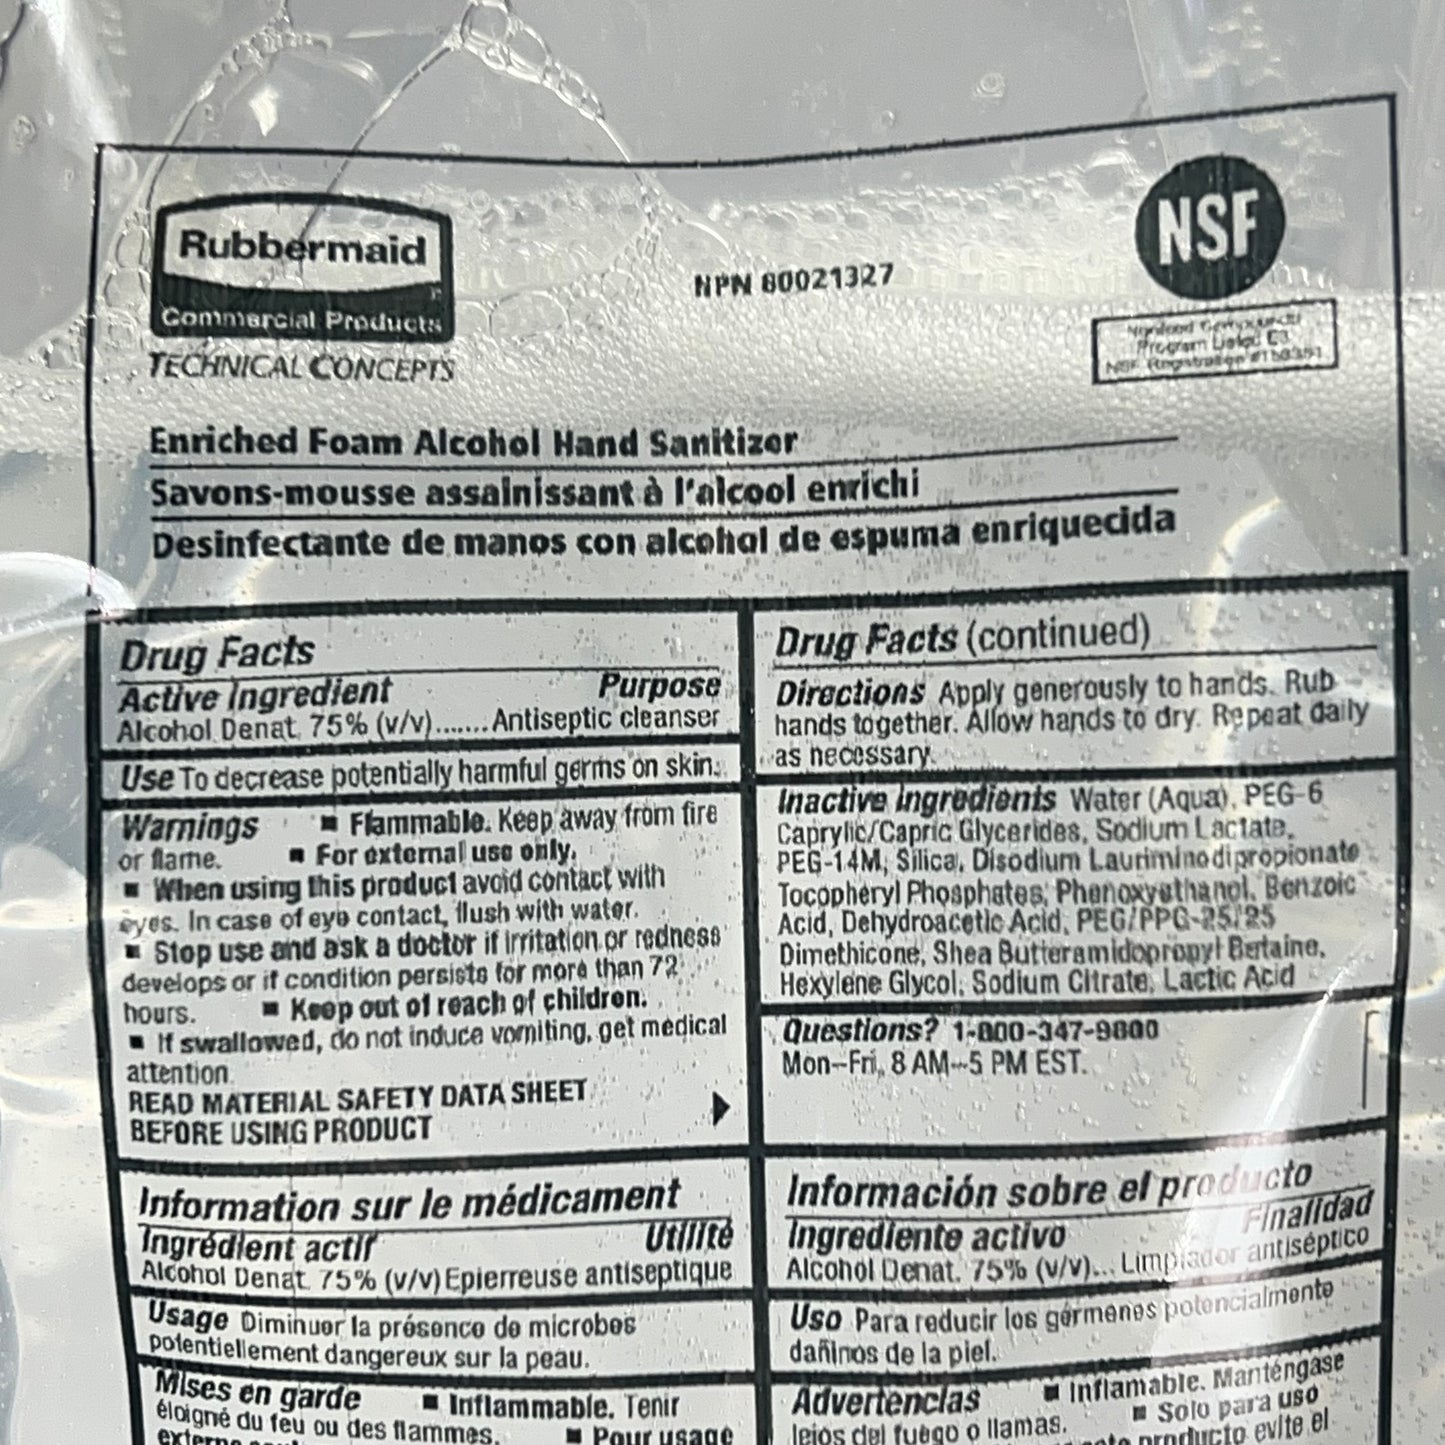 Rubbermaid
Commercial Products
TECHNICAL CONCEPTS
NPN 80021327
NSF
Nonfood Compounds
Program Listed E3
NSF Registration
Enriched Foam Alcohol Hand Sanitizer
Savons-mousse assainissant à l'alcool enrichi
Desinfectante de manos con alcohol de espuma enriquecida
Drug Facts
Active Ingredient Purpose
Alcohol Denat. 75% (v/v).......Antiseptic cleanser
Use To decrease potentially harmful germs on skin.
Warnings ■ Flammable. Keep away from fire
or flame. ■ For external use only.
■ When using this product avoid contact with
eyes. In case of eye contact, flush with water.
■ Stop use and ask a doctor if irritation or redness
develops or if condition persists for more than 72
hours. ■ Keep out of reach of children.
■ If swallowed, do not induce vomiting, get medical
attention.
READ MATERIAL SAFETY DATA SHEET
BEFORE USING PRODUCT
Drug Facts (continued)
Directions Apply generously to hands. Rub
hands together. Allow hands to dry. Repeat daily
as necessary.
Inactive Ingredients Water (Aqua), PEG-6
Caprylic/Capric Glycerides, Sodium Lactate,
PEG-14M, Silica, Disodium Lauriminodipropionate
Tocopheryl Phosphates, Phenoxyethanol, Benzoic
Acid, Dehydroacetic Acid, PEG/PPG-25/25
Dimethicone, Shea Butteramidopropyl Betaine,
Hexylene Glycol, Sodium Citrate, Lactic Acid
Questions? 1-800-347-9800
Mon–Fri, 8 AM–5 PM EST.
Information sur le médicament
Ingrédient actif Utilité
Alcohol Denat. 75% (v/v) Epierreuse antiseptique
Usage Diminuer la présence de microbes
potentiellement dangereux sur la peau.
Mises en garde ■ Inflammable. Tenir
éloigné du feu ou des flammes.
■ Pour usage
Información sobre el producto
Ingrediente activo Finalidad
Alcohol Denat. 75% (v/v)... Limpiador antiséptico
Uso Para reducir los gérmenes potencialmente
dañinos de la piel.
Advertencias ■ Inflamable. Manténgase
lejos del fuego o llamas. ■ Solo para uso
producto evite el